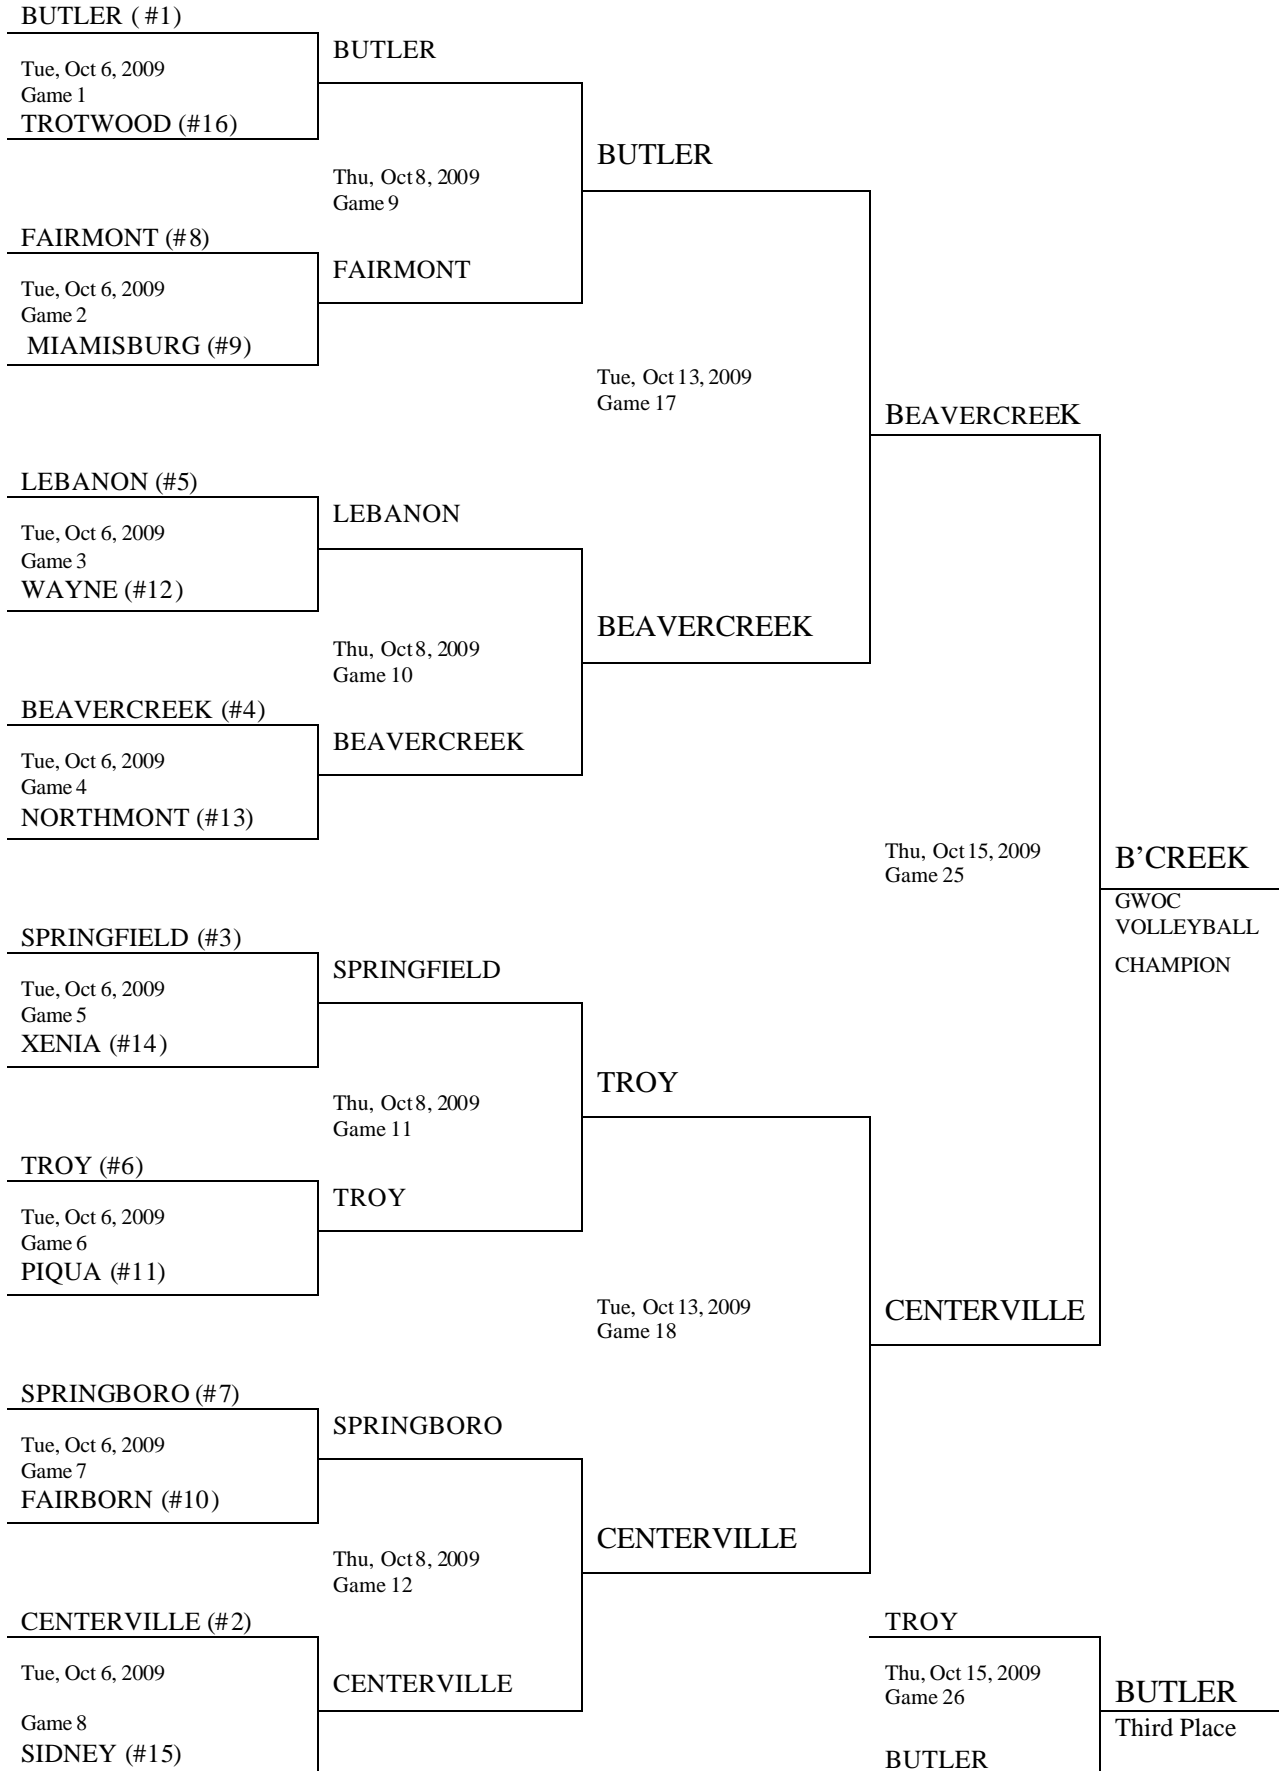 BUTLER (#1)
Tue, Oct 6, 2009
Game 1
TROTWOOD (#16)
FAIRMONT (#8)
Tue, Oct 6, 2009
Game 2
MIAMISBURG (#9)
LEBANON (#5)
Tue, Oct 6, 2009
Game 3
WAYNE (#12)
BEAVERCREEK (#4)
Tue, Oct 6, 2009
Game 4
NORTHMONT (#13)
SPRINGFIELD (#3)
Tue, Oct 6, 2009
Game 5
XENIA (#14)
TROY (#6)
Tue, Oct 6, 2009
Game 6
PIQUA (#11)
SPRINGBORO (#7)
Tue, Oct 6, 2009
Game 7
FAIRBORN (#10)
CENTERVILLE (#2)
Tue, Oct 6, 2009
Game 8
SIDNEY (#15)
BUTLER
Thu, Oct 8, 2009
Game 9
FAIRMONT
LEBANON
Thu, Oct 8, 2009
Game 10
BEAVERCREEK
SPRINGFIELD
Thu, Oct 8, 2009
Game 11
TROY
SPRINGBORO
Thu, Oct 8, 2009
Game 12
CENTERVILLE
BUTLER
Tue, Oct 13, 2009
Game 17
BEAVERCREEK
TROY
Tue, Oct 13, 2009
Game 18
CENTERVILLE
BEAVERCREEK
Thu, Oct 15, 2009
Game 25
CENTERVILLE
B’CREEK
GWOC
VOLLEYBALL
CHAMPION
TROY
Thu, Oct 15, 2009
Game 26
BUTLER
BUTLER
Third Place